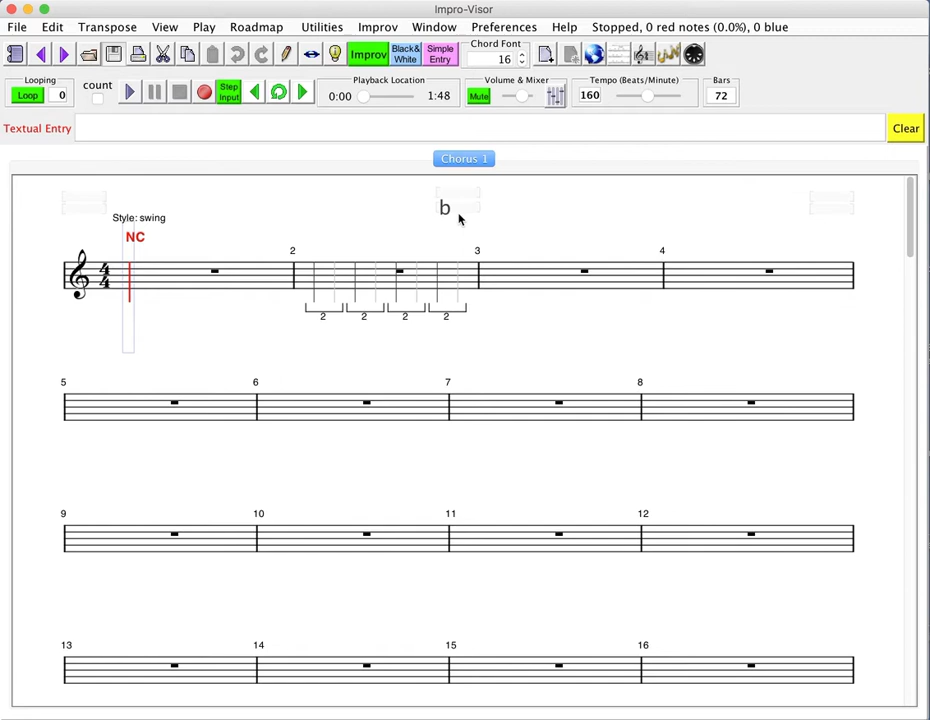 Impro-Visor
File Edit Transpose View Play Roadmap Utilities Improv Window Preferences Help Stopped, 0 red notes (0.0%), 0 blue
Improv Black& White Simple Entry Chord Font 16
Looping Loop 0 count Step Input Playback Location 0:00 1:48 Volume & Mixer Mute Tempo (Beats/Minute) 160 Bars 72
Textual Entry Clear
Chorus 1
b
Style: swing
NC
2 3 4
4 4
2 2 2 2
5 6 7 8
9 10 11 12
13 14 15 16